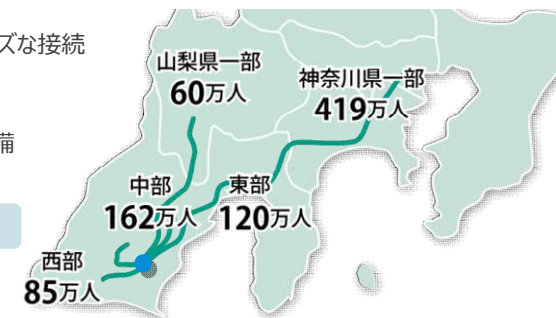 ズな接続
備
山梨県一部
60万人
神奈川県一部
419万人
中部
162万人
東部
120万人
西部
85万人